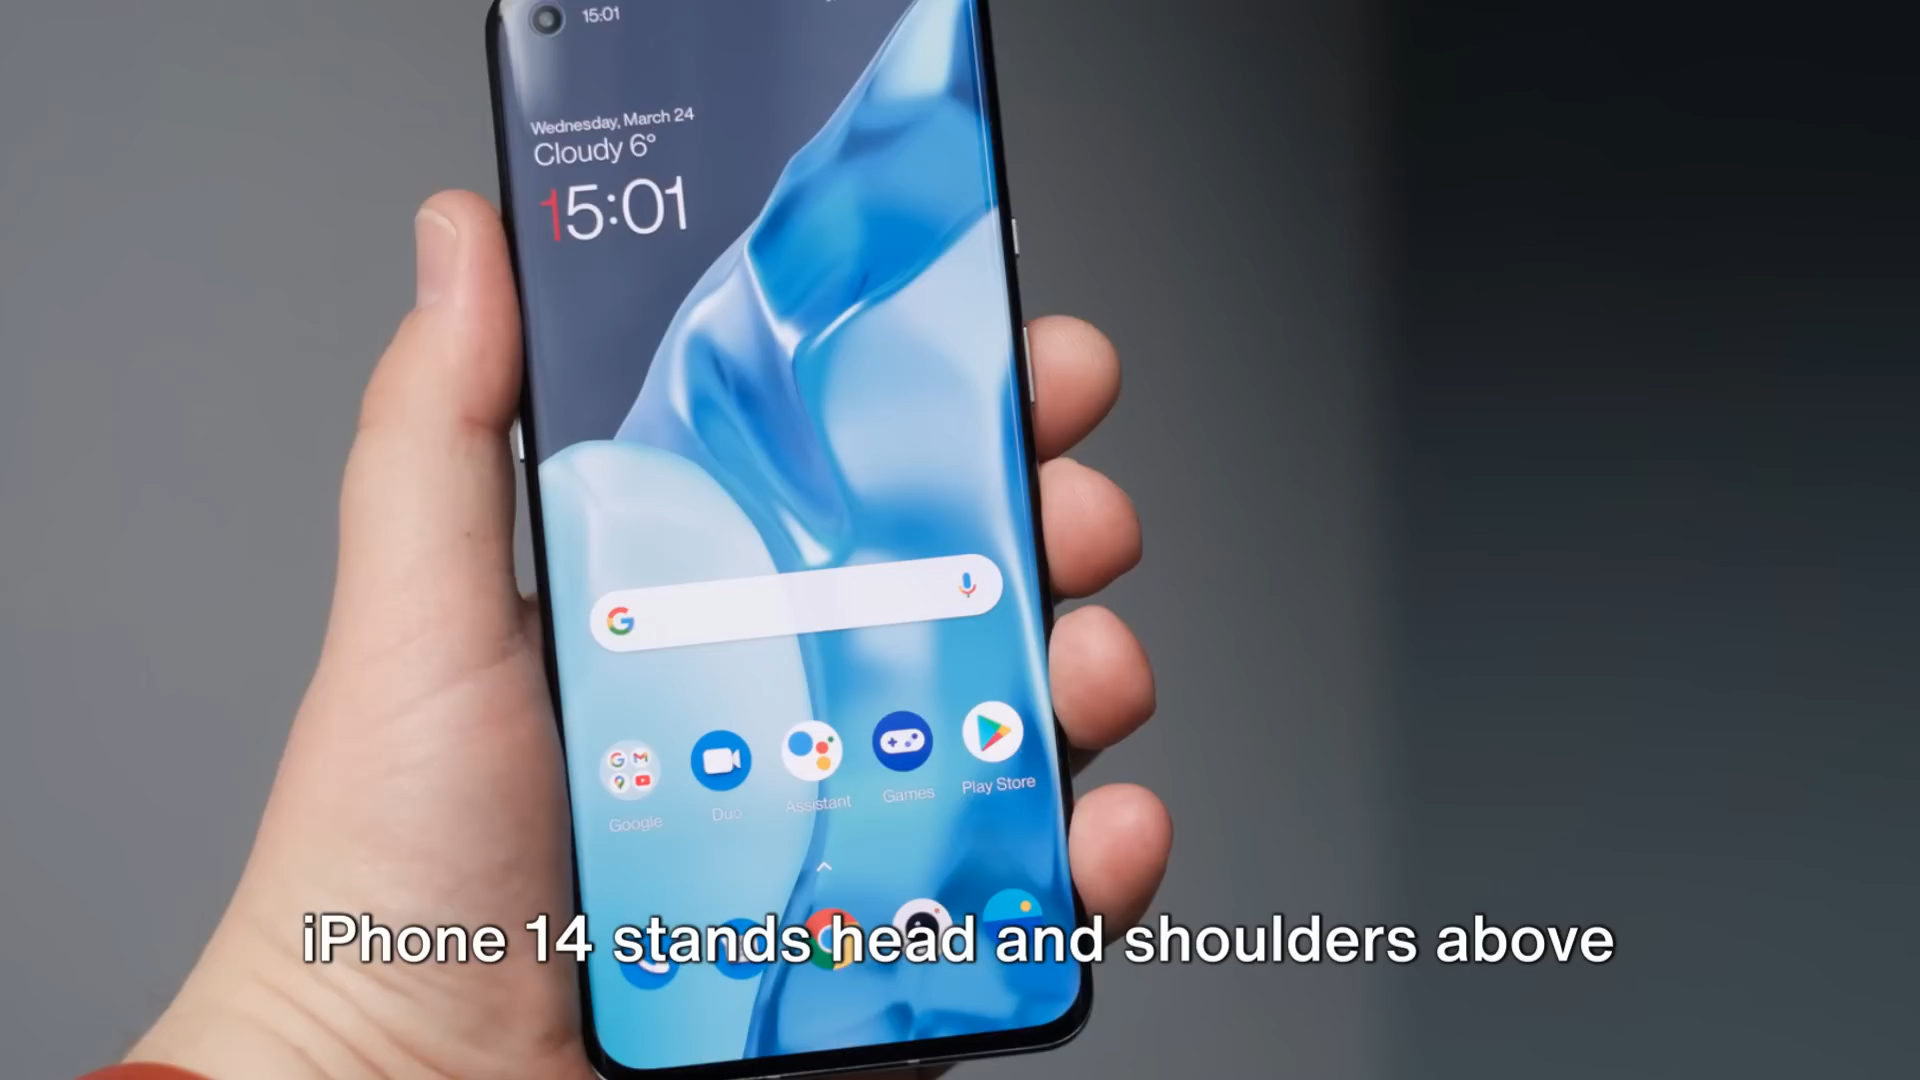 15:01
Wednesday, March 24
Cloudy 6°
15:01
G
Google
Duo
Assistant
Games
Play Store
iPhone 14 stands head and shoulders above